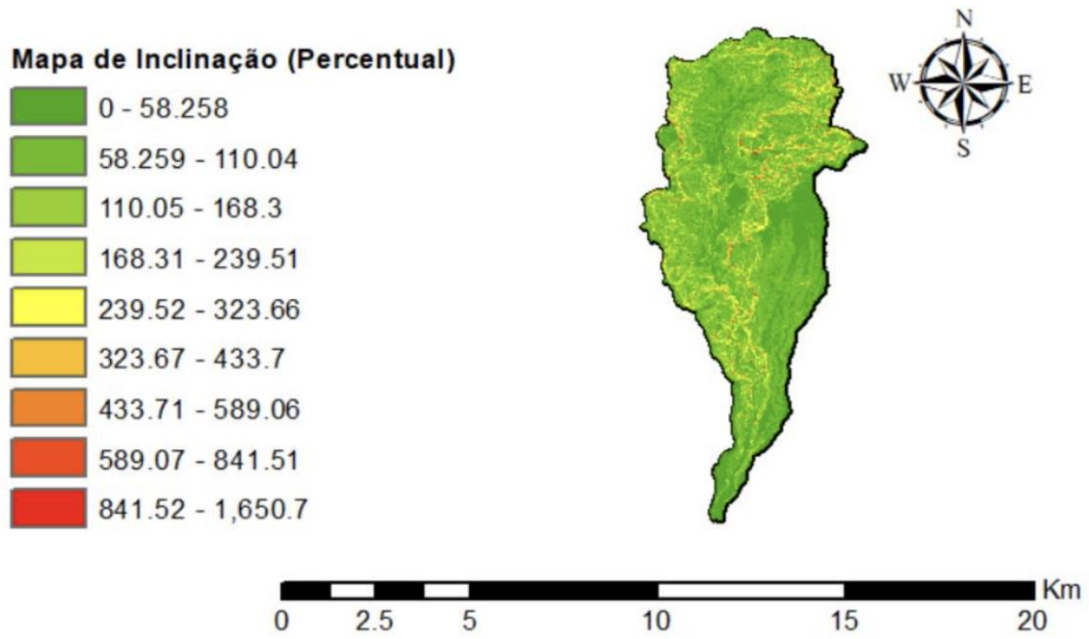 Mapa de Inclinação (Percentual)
0 - 58.258
58.259 - 110.04
110.05 - 168.3
168.31 - 239.51
239.52 - 323.66
323.67 - 433.7
433.71 - 589.06
589.07 - 841.51
841.52 - 1,650.7
N
W E
S
Km
0 2.5 5 10 15 20